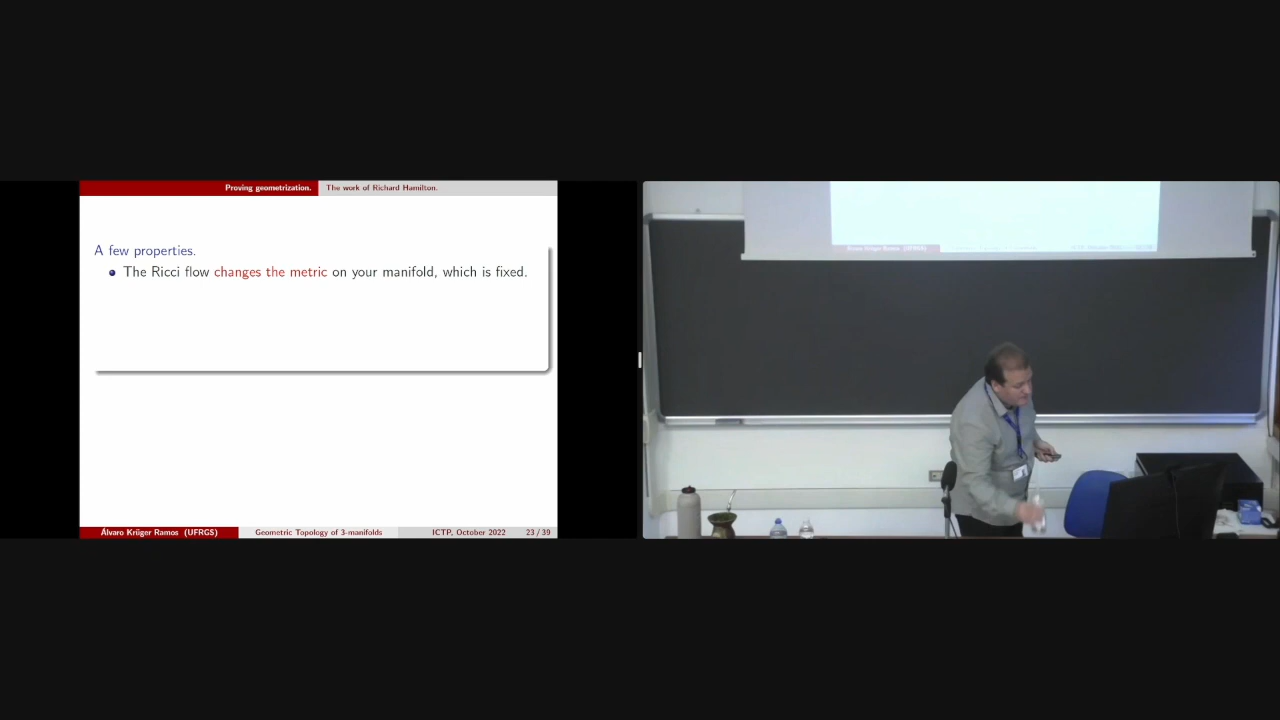 Proving geometrization. The work of Richard Hamilton.
A few properties.
The Ricci flow changes the metric on your manifold, which is fixed.
Álvaro Krüger Ramos (UFRGS) Geometric Topology of 3-manifolds ICTP, October 2022 23 / 39